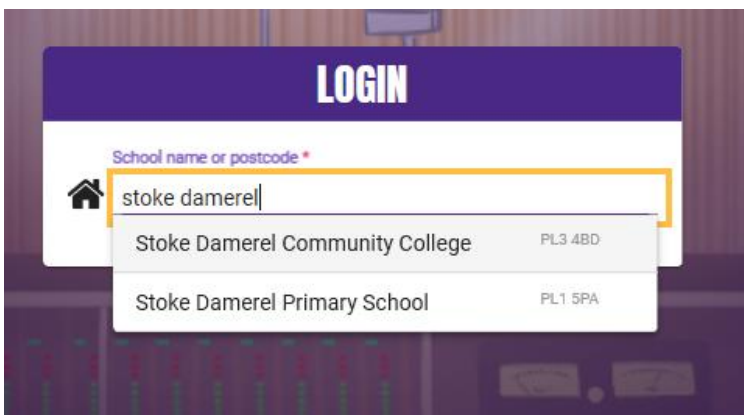 LOGIN
School name or postcode *
stoke damerel
Stoke Damerel Community College PL3 4BD
Stoke Damerel Primary School PL1 5PA